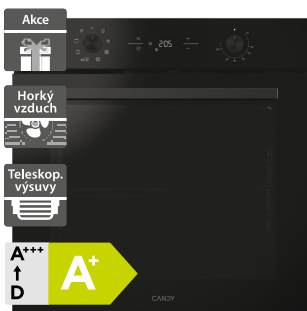 Akce
205
Horký
vzduch
Teleskop.
výsuvy
A+++
D
A+
CANDY